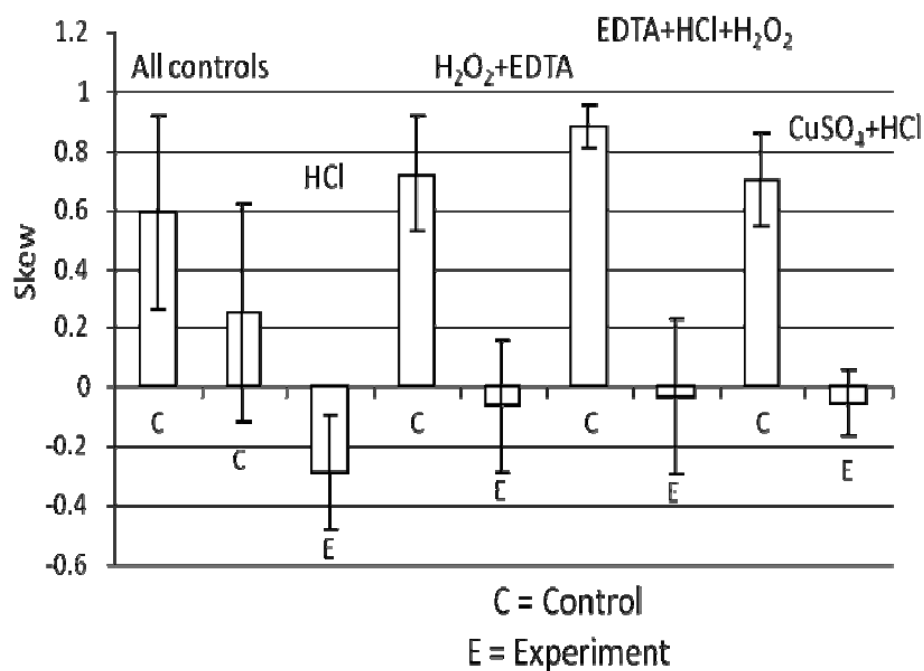 EDTA+HCl+H₂O₂
1.2
All controls
H₂O₂+EDTA
1
CuSO₄+HCl
0.8
HCl
0.6
Skew
0.4
0.2
0
C
C
C
C
C
E
E
E
E
-0.2
-0.4
-0.6
C = Control
E = Experiment